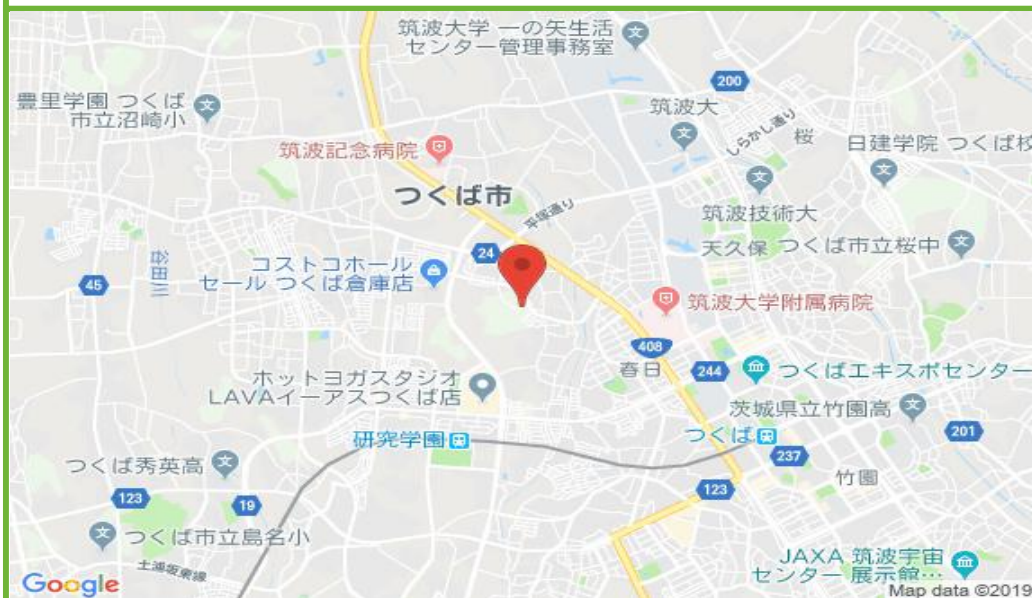 筑波大学 一の矢生活
センター管理事務室
200
豊里学園 つくば
市立沼崎小
筑波大
しらかし通り
桜
日建学院 つくば校
筑波記念病院
つくば市
平塚通り
筑波技術大
天久保
つくば市立桜中
24
コストコホール
セール つくば倉庫店
谷田川
45
筑波大学附属病院
408
春日
244
つくばエキスポセンター
ホットヨガスタジオ
LAVAイーアスつくば店
茨城県立竹園高
研究学園
つくば
201
237
つくば秀英高
竹園
123
123
19
つくば市立島名小
土浦坂東線
JAXA 筑波宇宙
センター 展示館…
Google
Map data ©2019